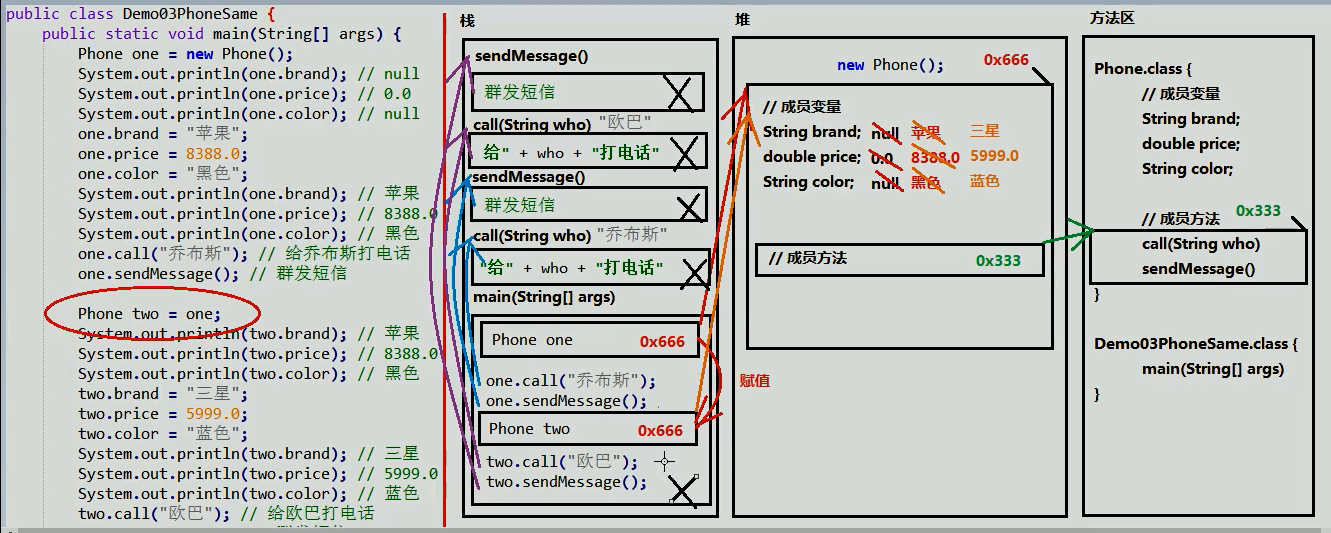 public class Demo03PhoneSame {
public static void main(String[] args) {
Phone one = new Phone();
System.out.println(one.brand); // null
System.out.println(one.price); // 0.0
System.out.println(one.color); // null
one.brand = "苹果";
one.price = 8388.0;
one.color = "黑色";
System.out.println(one.brand); // 苹果
System.out.println(one.price); // 8388.0
System.out.println(one.color); // 黑色
one.call("乔布斯"); // 给乔布斯打电话
one.sendMessage(); // 群发短信
Phone two = one;
System.out.println(two.brand); // 苹果
System.out.println(two.price); // 8388.0
System.out.println(two.color); // 黑色
two.brand = "三星";
two.price = 5999.0;
two.color = "蓝色";
System.out.println(two.brand); // 三星
System.out.println(two.price); // 5999.0
System.out.println(two.color); // 蓝色
two.call("欧巴"); // 给欧巴打电话
栈
sendMessage()
群发短信
call(String who) "欧巴"
给" + who + "打电话"
sendMessage()
群发短信
call(String who) "乔布斯"
"给" + who + "打电话"
main(String[] args)
Phone one 0x666
one.call("乔布斯");
one.sendMessage();
Phone two 0x666
two.call("欧巴");
two.sendMessage();
赋值
堆
new Phone(); 0x666
// 成员变量
String brand; null 苹果 三星
double price; 0.0 8388.0 5999.0
String color; null 黑色 蓝色
// 成员方法 0x333
方法区
Phone.class {
// 成员变量
String brand;
double price;
String color;
// 成员方法 0x333
call(String who)
sendMessage()
}
Demo03PhoneSame.class {
main(String[] args)
}